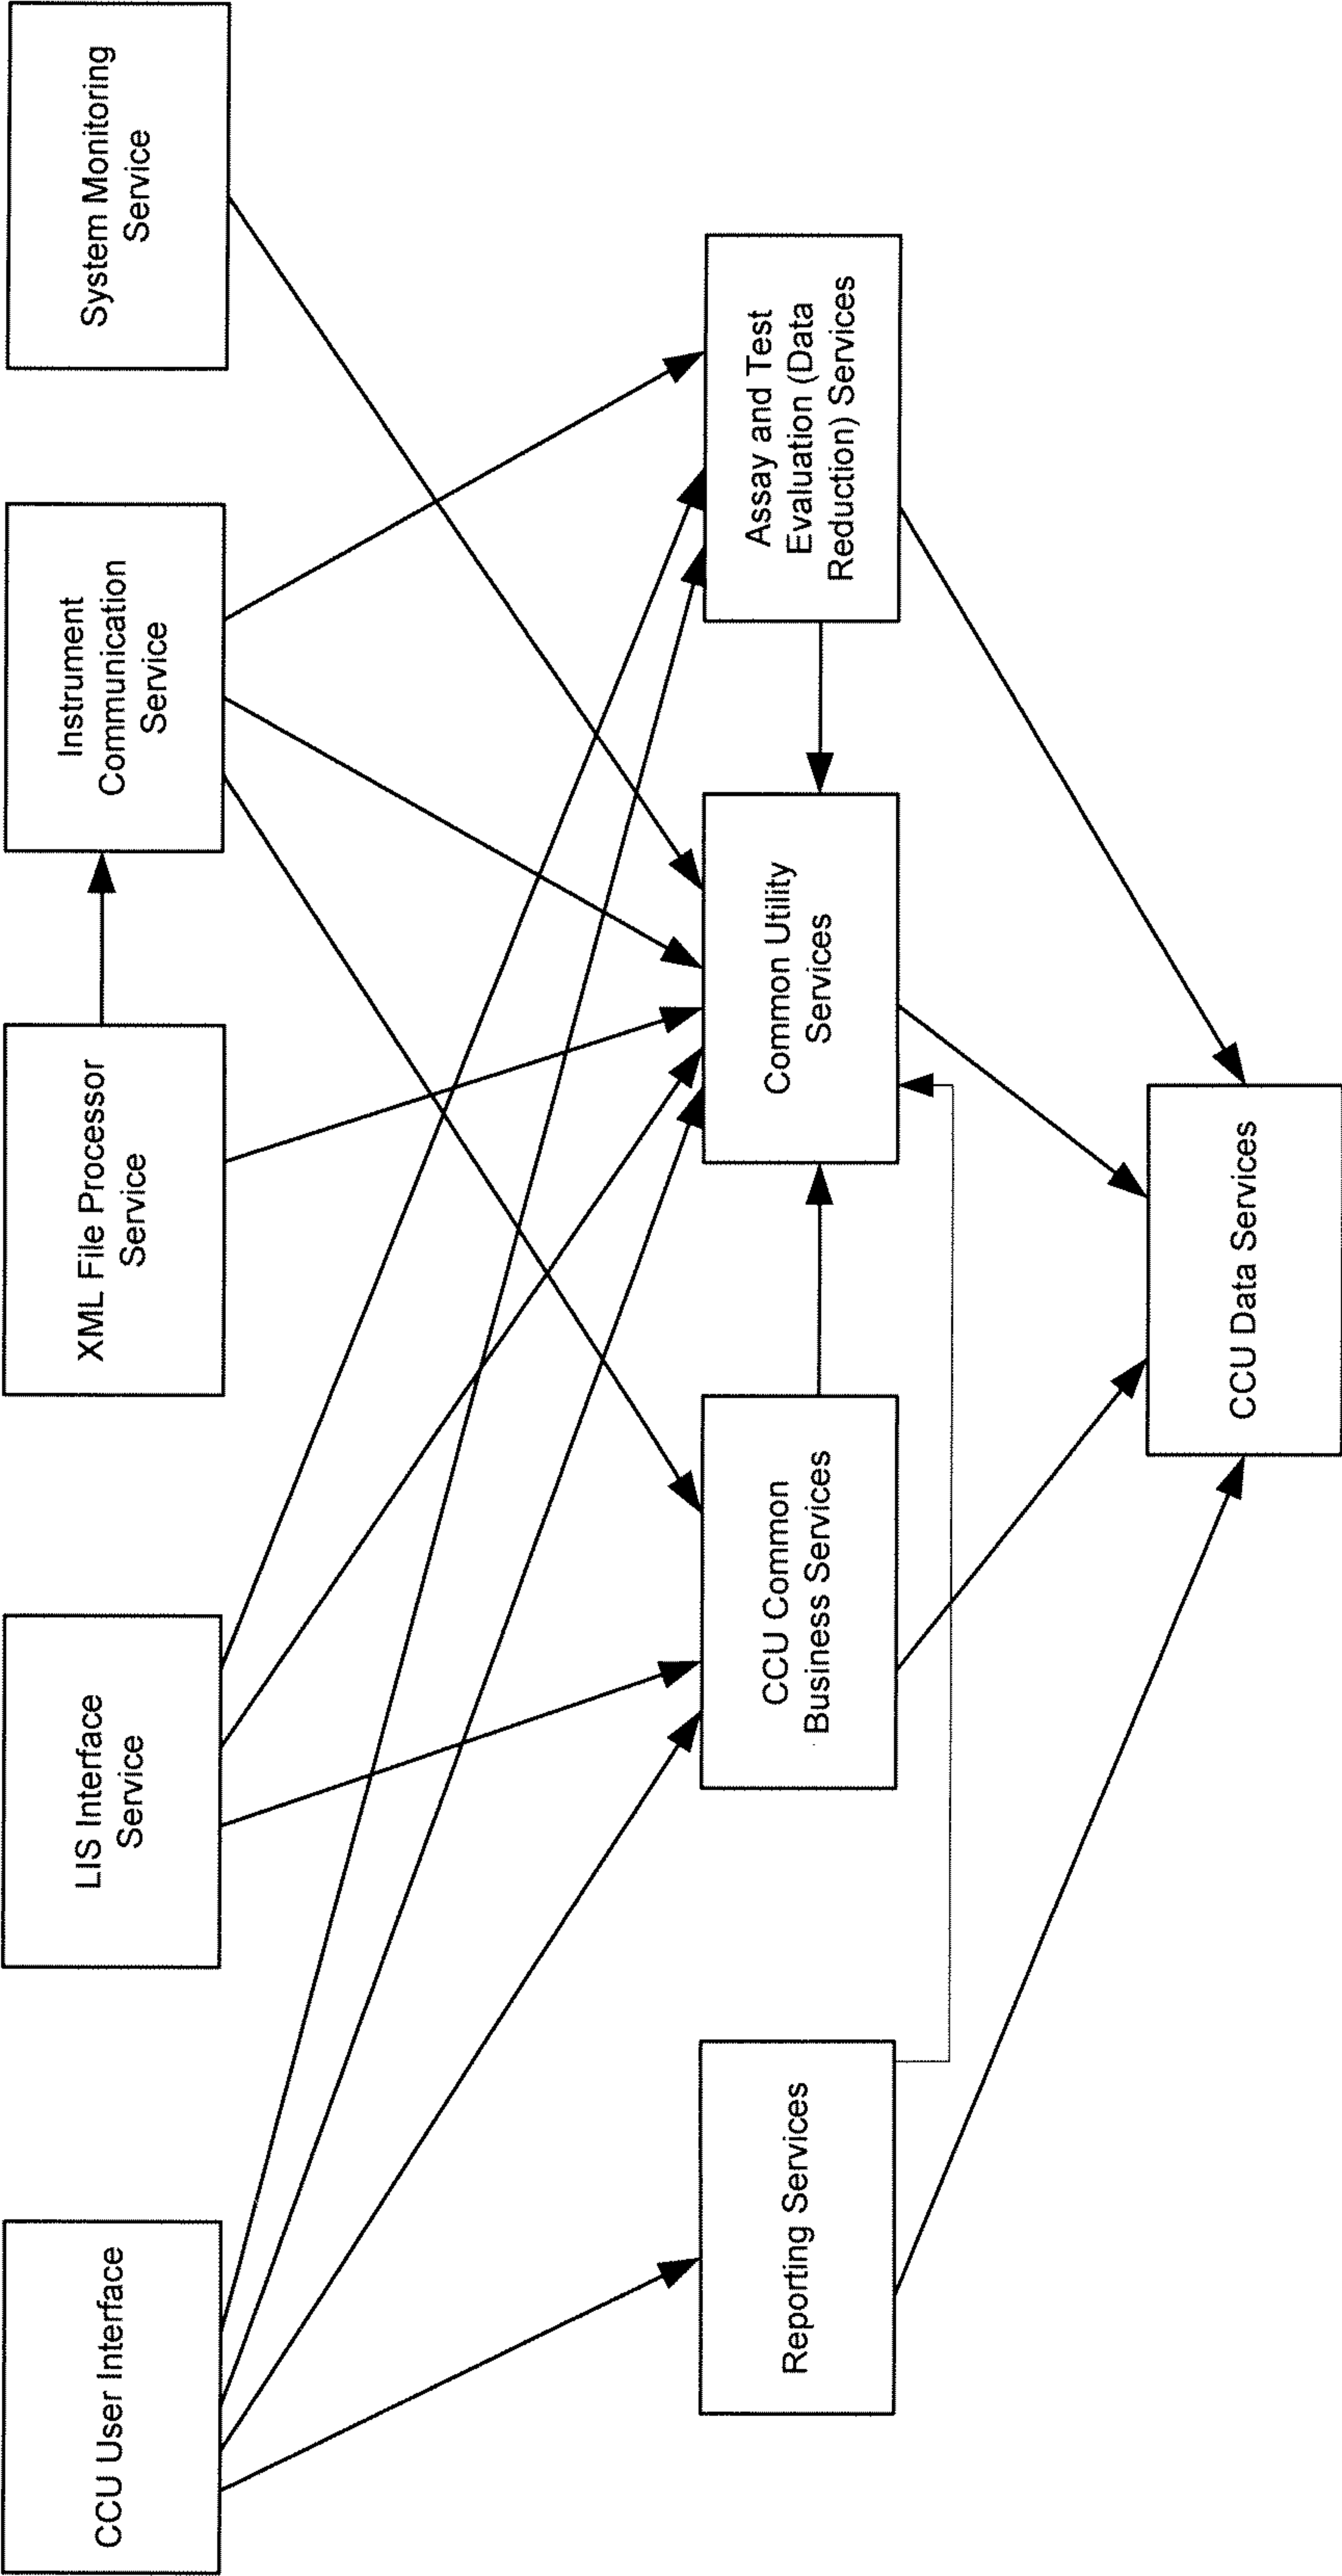 CCU User Interface
LIS Interface
Service
XML File Processor
Service
Instrument
Communication
Service
System Monitoring
Service
Reporting Services
CCU Common
Business Services
Common Utility
Services
Assay and Test
Evaluation (Data
Reduction) Services
CCU Data Services